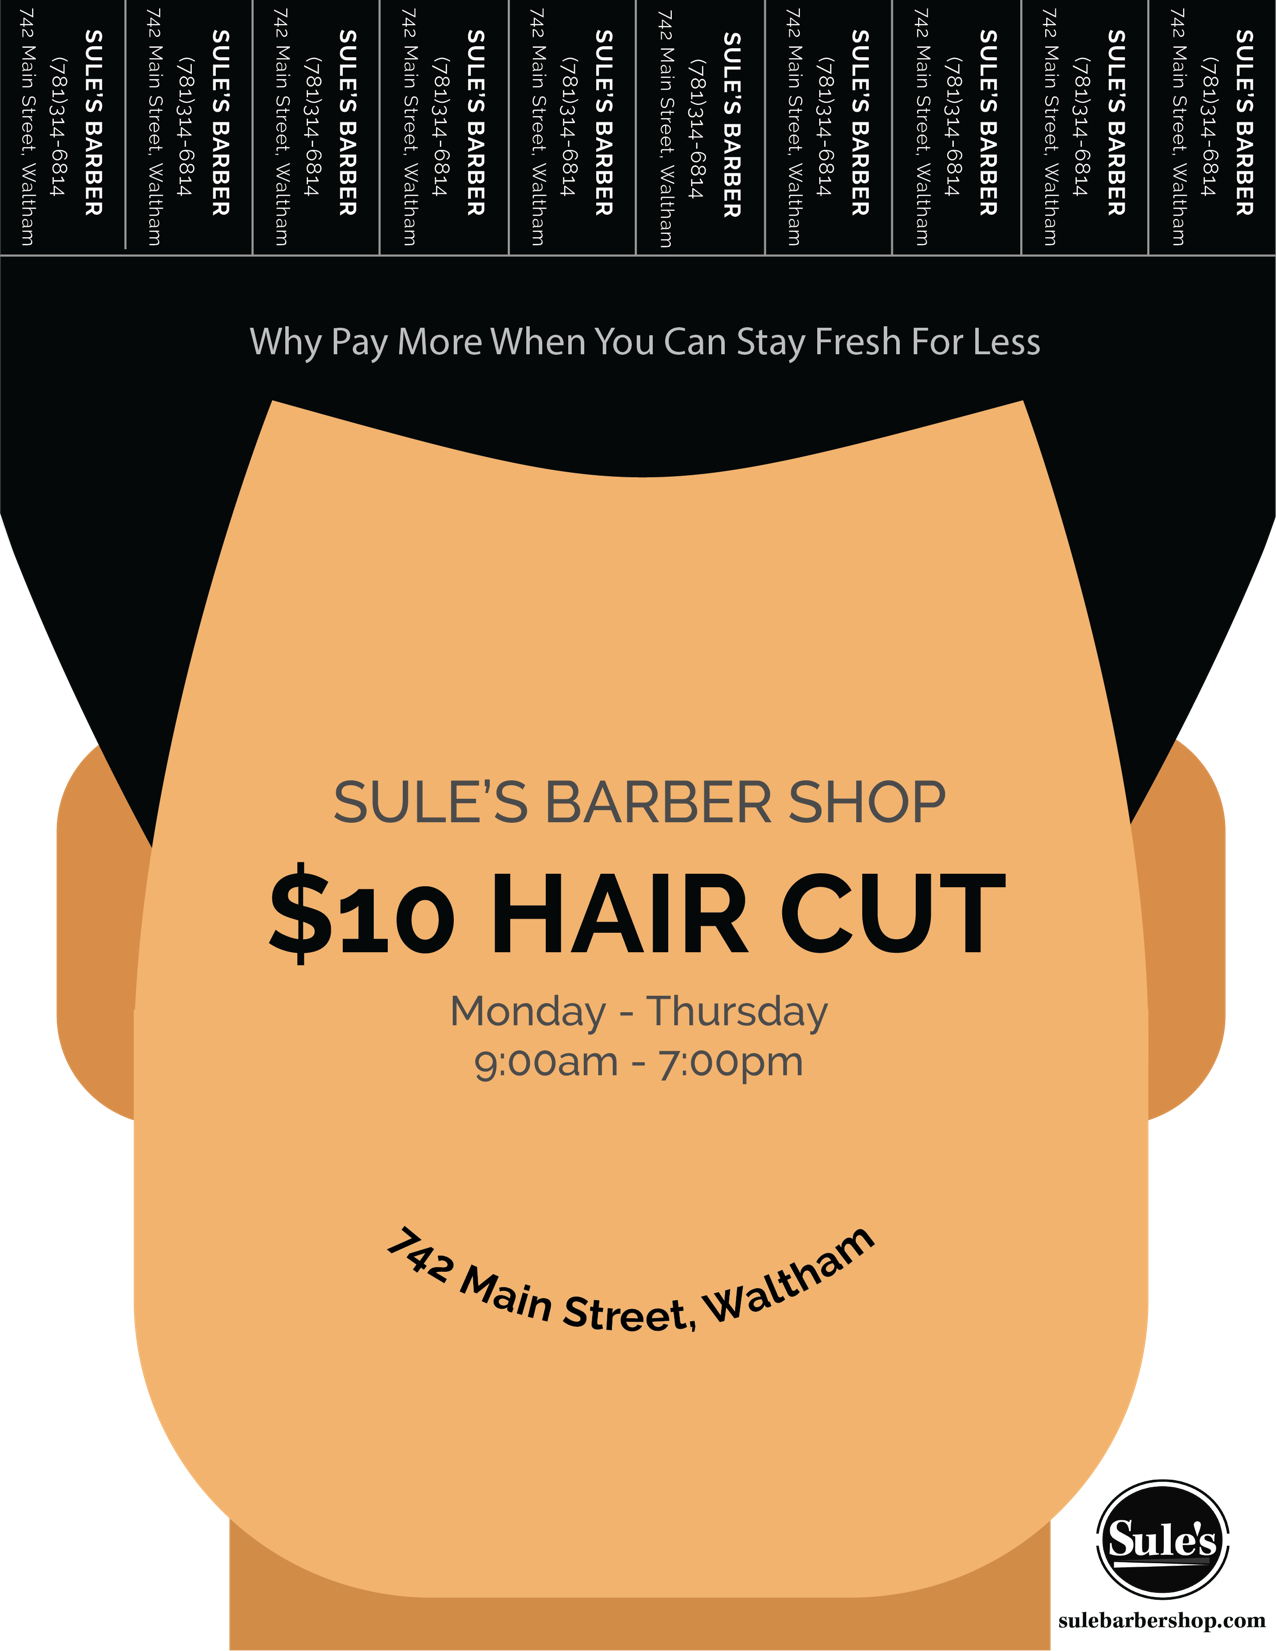 SULE'S BARBER
(781)314-6814
742 Main Street, Waltham
SULE'S BARBER
(781)314-6814
742 Main Street, Waltham
SULE'S BARBER
(781)314-6814
742 Main Street, Waltham
SULE'S BARBER
(781)314-6814
742 Main Street, Waltham
SULE'S BARBER
(781)314-6814
742 Main Street, Waltham
SULE'S BARBER
(781)314-6814
742 Main Street, Waltham
SULE'S BARBER
(781)314-6814
742 Main Street, Waltham
SULE'S BARBER
(781)314-6814
742 Main Street, Waltham
SULE'S BARBER
(781)314-6814
742 Main Street, Waltham
SULE'S BARBER
(781)314-6814
742 Main Street, Waltham
Why Pay More When You Can Stay Fresh For Less
SULE'S BARBER SHOP
$10 HAIR CUT
Monday - Thursday
9:00am - 7:00pm
742 Main Street, Waltham
Sule's
sulebarbershop.com